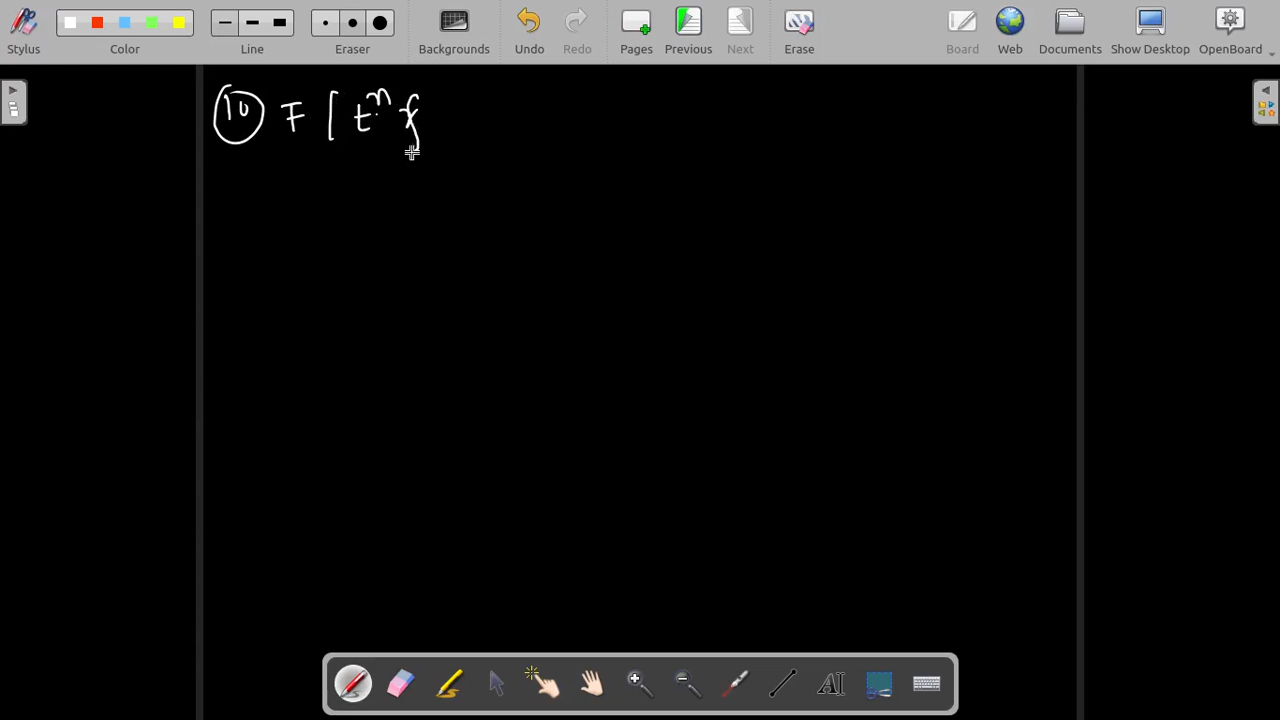 Stylus Color Line Eraser Backgrounds Undo Redo Pages Previous Next Erase Board Web Documents Show Desktop OpenBoard
⑩ F [ tⁿ f